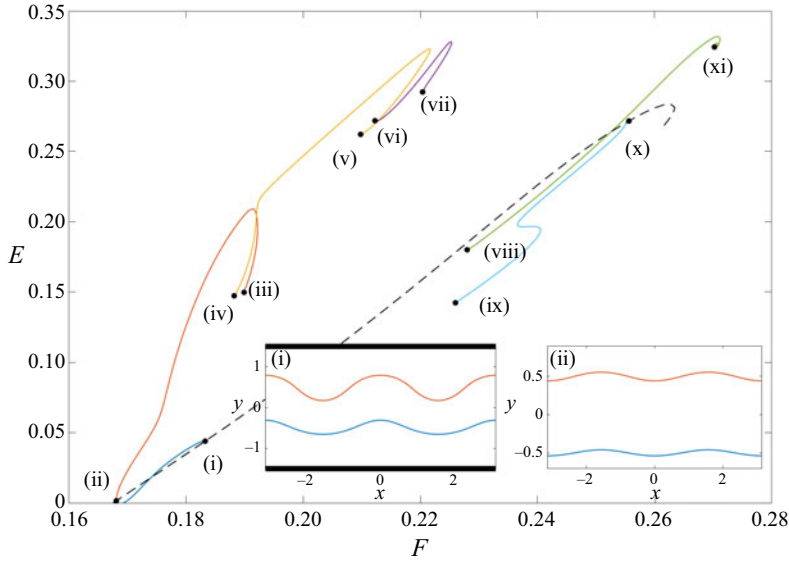 0.35
0.30
0.25
0.20
0.15
0.10
0.05
0
E
0.16
0.18
0.20
0.22
0.24
0.26
0.28
F
(i)
(ii)
(iii)
(iv)
(v)
(vi)
(vii)
(viii)
(ix)
(x)
(xi)
(i)
1
0
–1
y
–2
0
2
x
(ii)
0.5
0
–0.5
y
–2
0
2
x